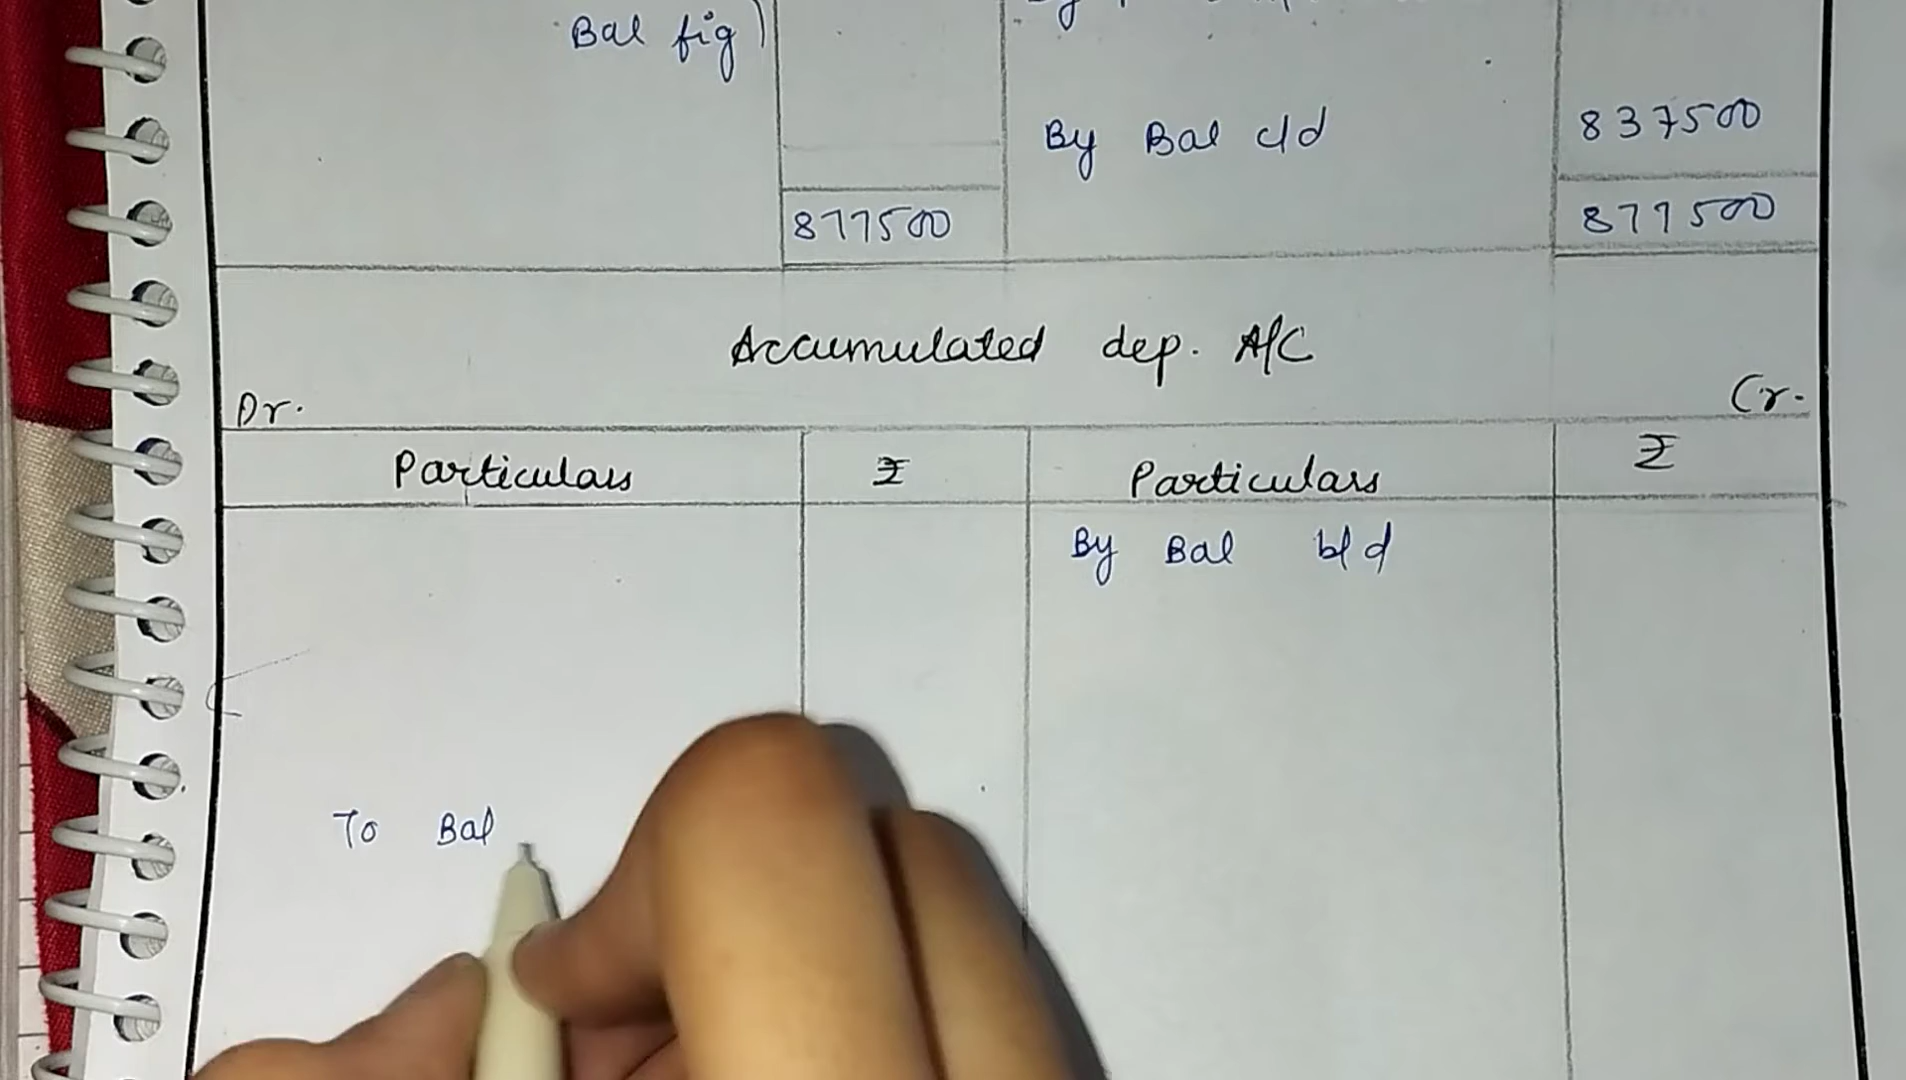 Bal fig)
By Bal c/d 837500
877500 877500
Accumulated dep. A/C
Dr. Cr.
Particulars ₹ Particulars ₹
By Bal b/d
To Bal